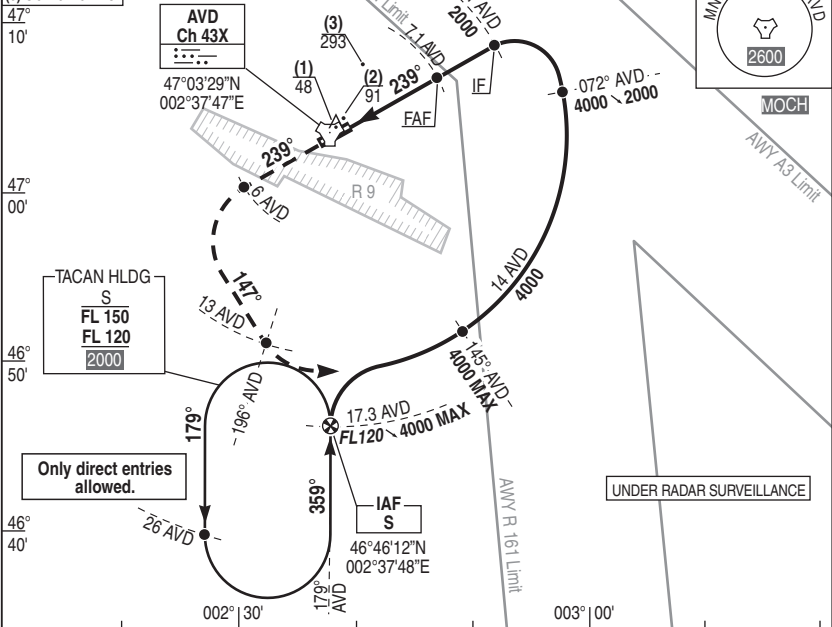 47°
10'
AVD
Ch 43X
47°03'29"N
002°37'47"E
(1)
48
(2)
91
(3)
293
Limit
7.1 AVD
AVD
2000
239°
FAF
IF
072° AVD
4000 2000
MN
AVD
2600
MOCH
AWY A3 Limit
239°
R 9
47°
00'
6 AVD
147°
13 AVD
14 AVD
4000
TACAN HLDG
S
FL 150
FL 120
2000
46°
50'
145° AVD
4000 MAX
196° AVD
17.3 AVD
FL120 4000 MAX
179°
359°
Only direct entries
allowed.
IAF
S
46°46'12"N
002°37'48"E
AWY R 161 Limit
UNDER RADAR SURVEILLANCE
46°
40'
26 AVD
179°
AVD
002° 30'
003° 00'